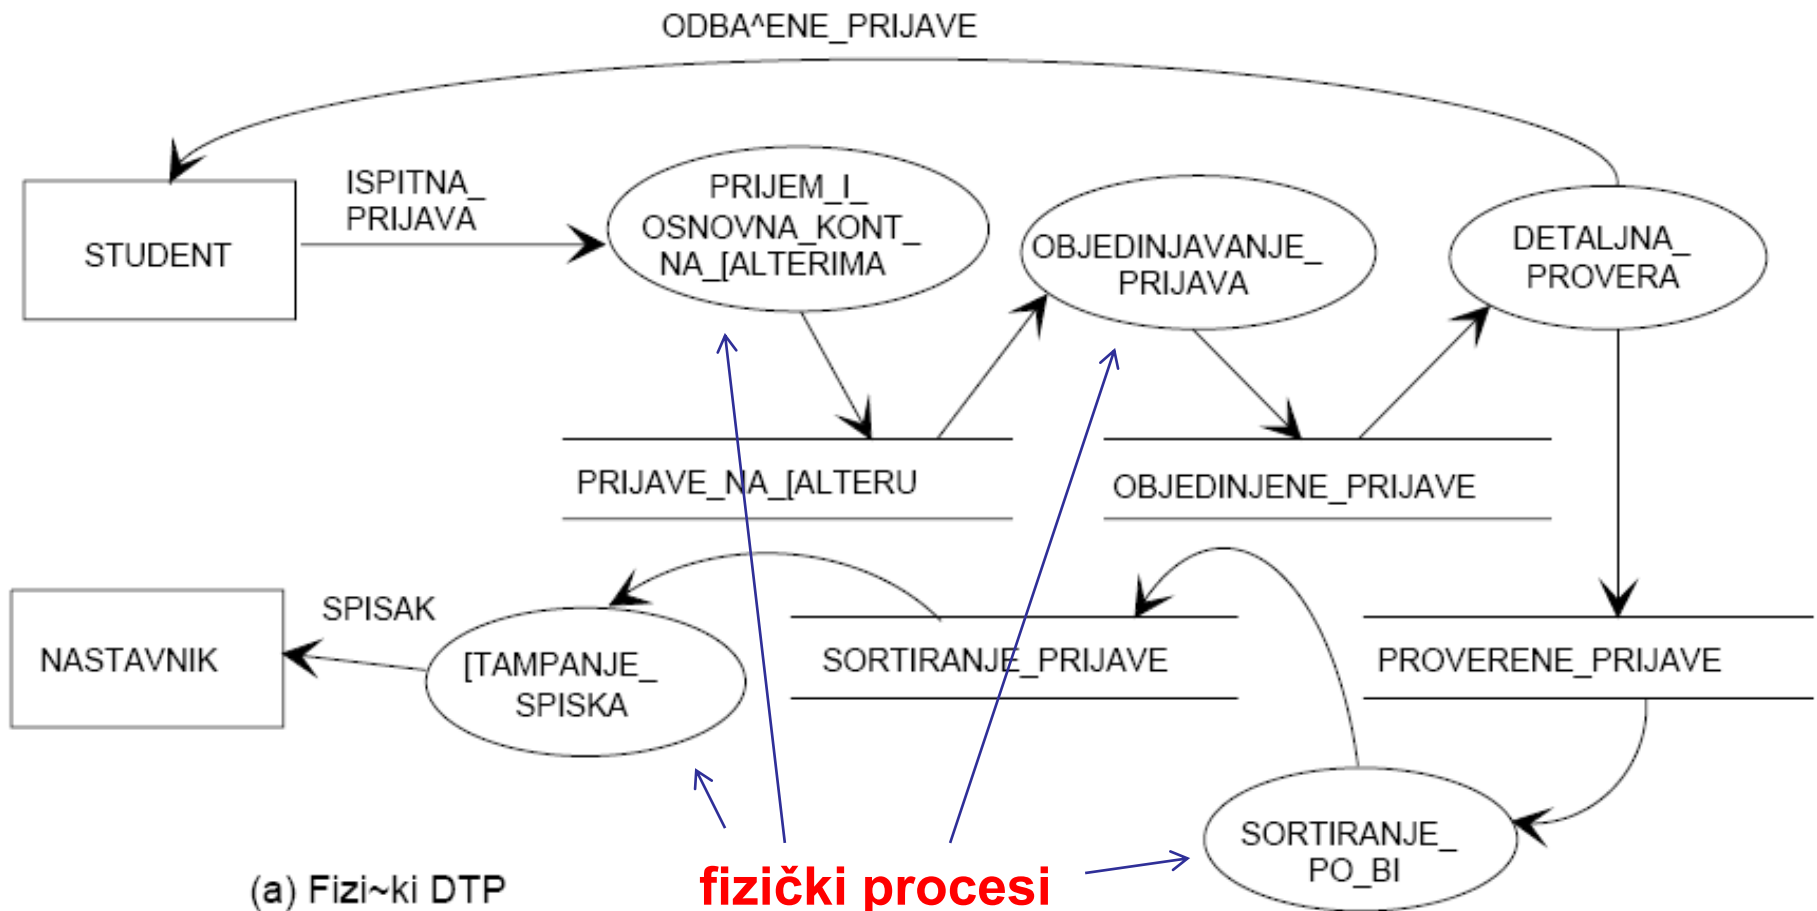 ODBA^ENE_PRIJAVE
STUDENT
ISPITNA_
PRIJAVA
PRIJEM_I_
OSNOVNA_KONT_
NA_[ALTERIMA
OBJEDINJAVANJE_
PRIJAVA
DETALJNA_
PROVERA
PRIJAVE_NA_[ALTERU
OBJEDINJENE_PRIJAVE
NASTAVNIK
SPISAK
[TAMPANJE_
SPISKA
SORTIRANJE_PRIJAVE
PROVERENE_PRIJAVE
SORTIRANJE_
PO_BI
(a) Fizi~ki DTP
fizički procesi